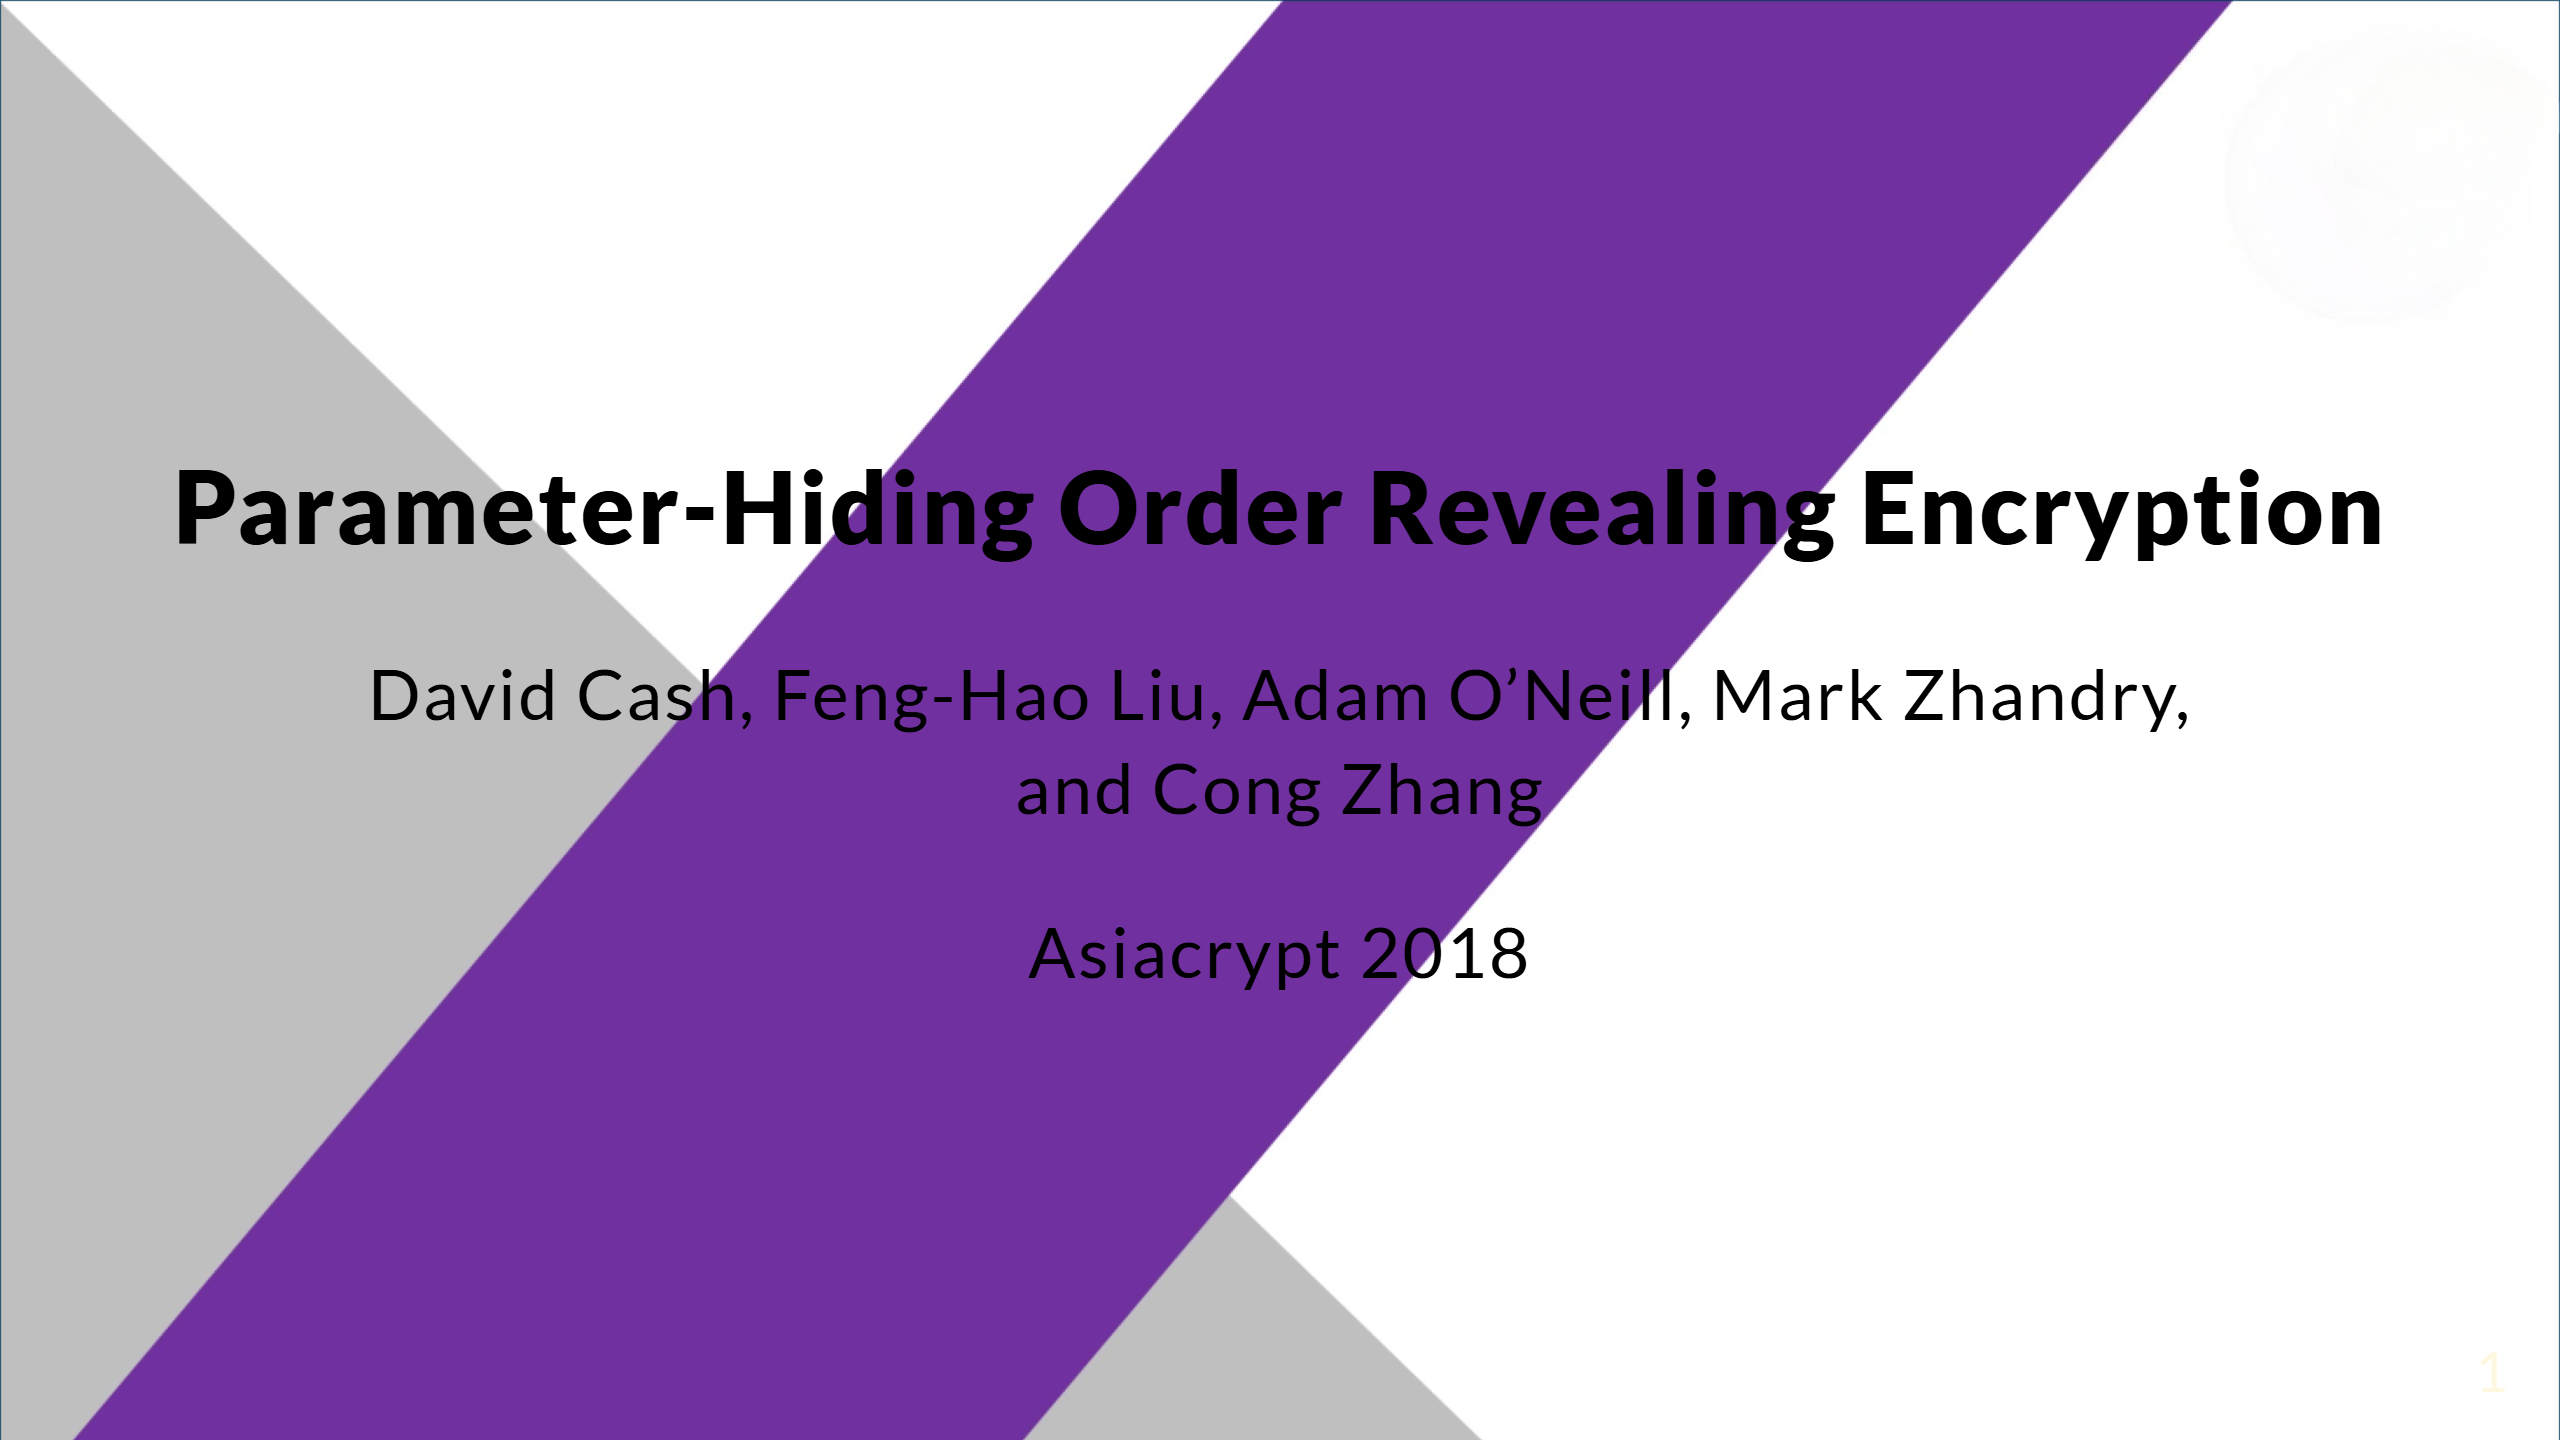 Parameter-Hiding Order Revealing Encryption
David Cash, Feng-Hao Liu, Adam O’Neill, Mark Zhandry,
and Cong Zhang
Asiacrypt 2018
1